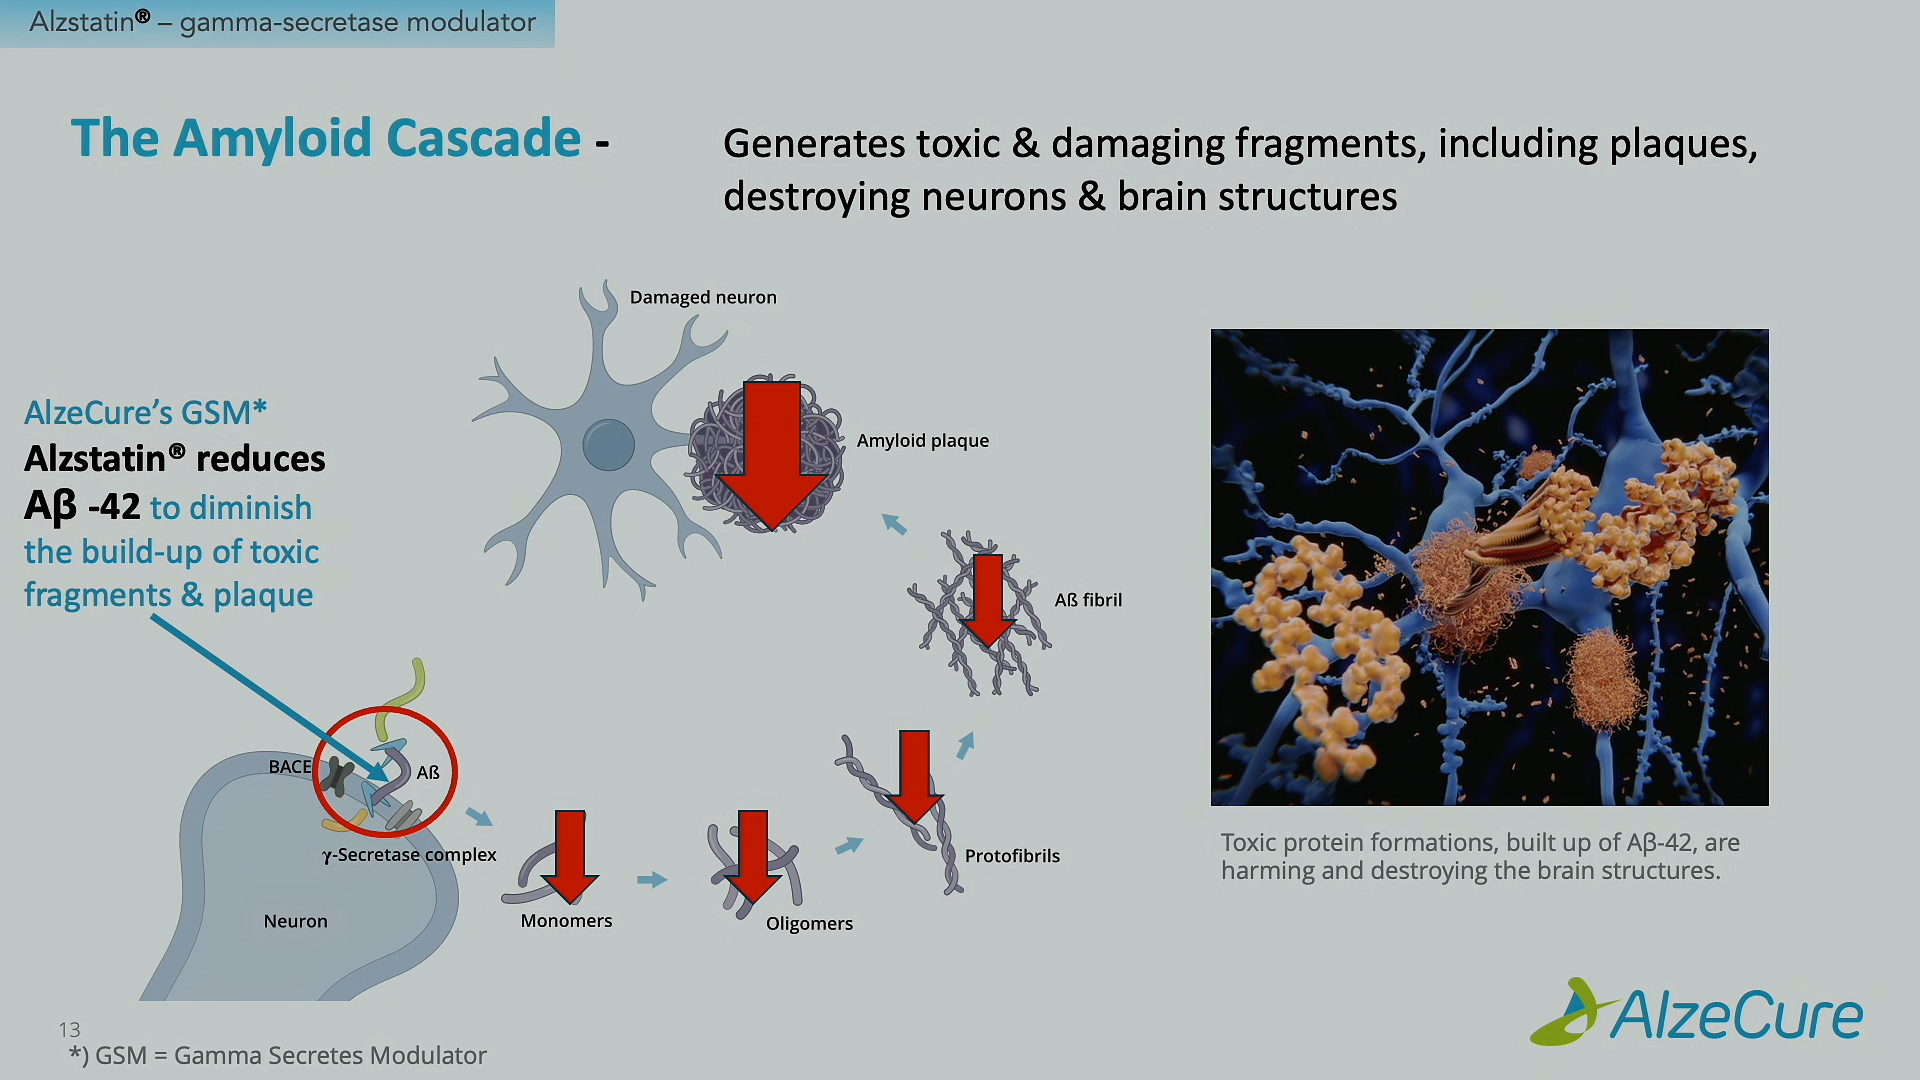 Alzstatin® – gamma-secretase modulator
The Amyloid Cascade -
Generates toxic & damaging fragments, including plaques,
destroying neurons & brain structures
Damaged neuron
Amyloid plaque
AlzeCure’s GSM*
Alzstatin® reduces
Aβ -42 to diminish
the build-up of toxic
fragments & plaque
Aß fibril
BACE
Aß
γ-Secretase complex
Protofibrils
Neuron
Monomers
Oligomers
Toxic protein formations, built up of Aβ-42, are
harming and destroying the brain structures.
AlzeCure
13
*) GSM = Gamma Secretes Modulator